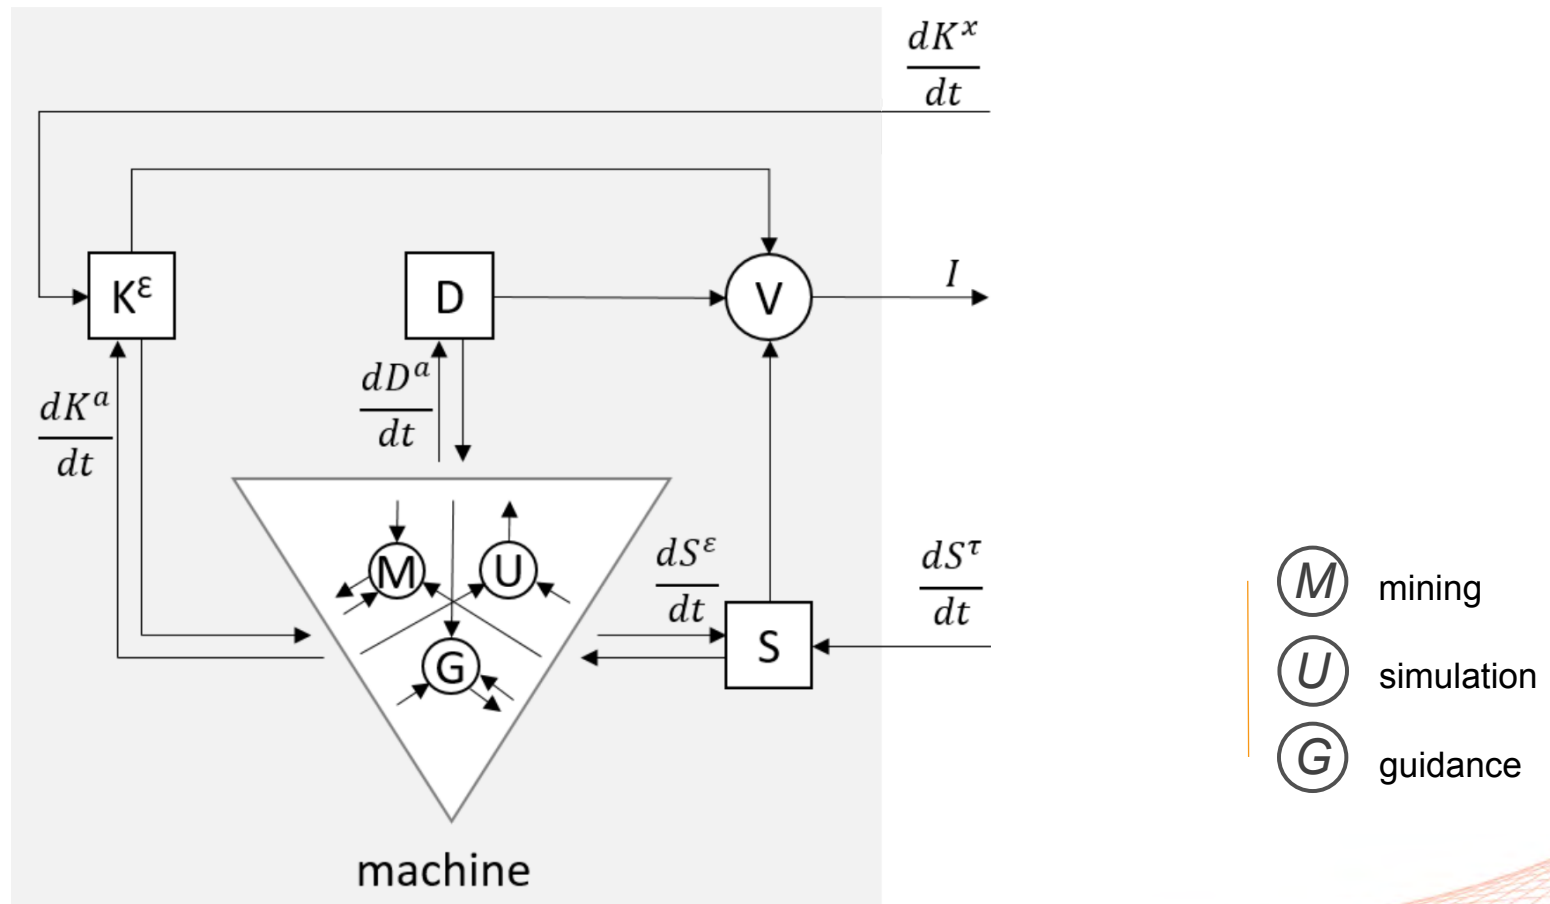 dK^x/dt
K^ε
D
V
I
dK^a/dt
dD^a/dt
M
U
G
dS^ε/dt
S
dS^τ/dt
machine
M mining
U simulation
G guidance